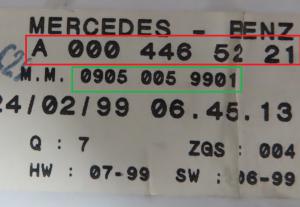 MERCEDES - BENZ
A 000 446 52 21
M.M. 0905 005 9901
24/02/99 06.45.13
Q : 7 ZGS : 004
HW : 07-99 SW : 06-99